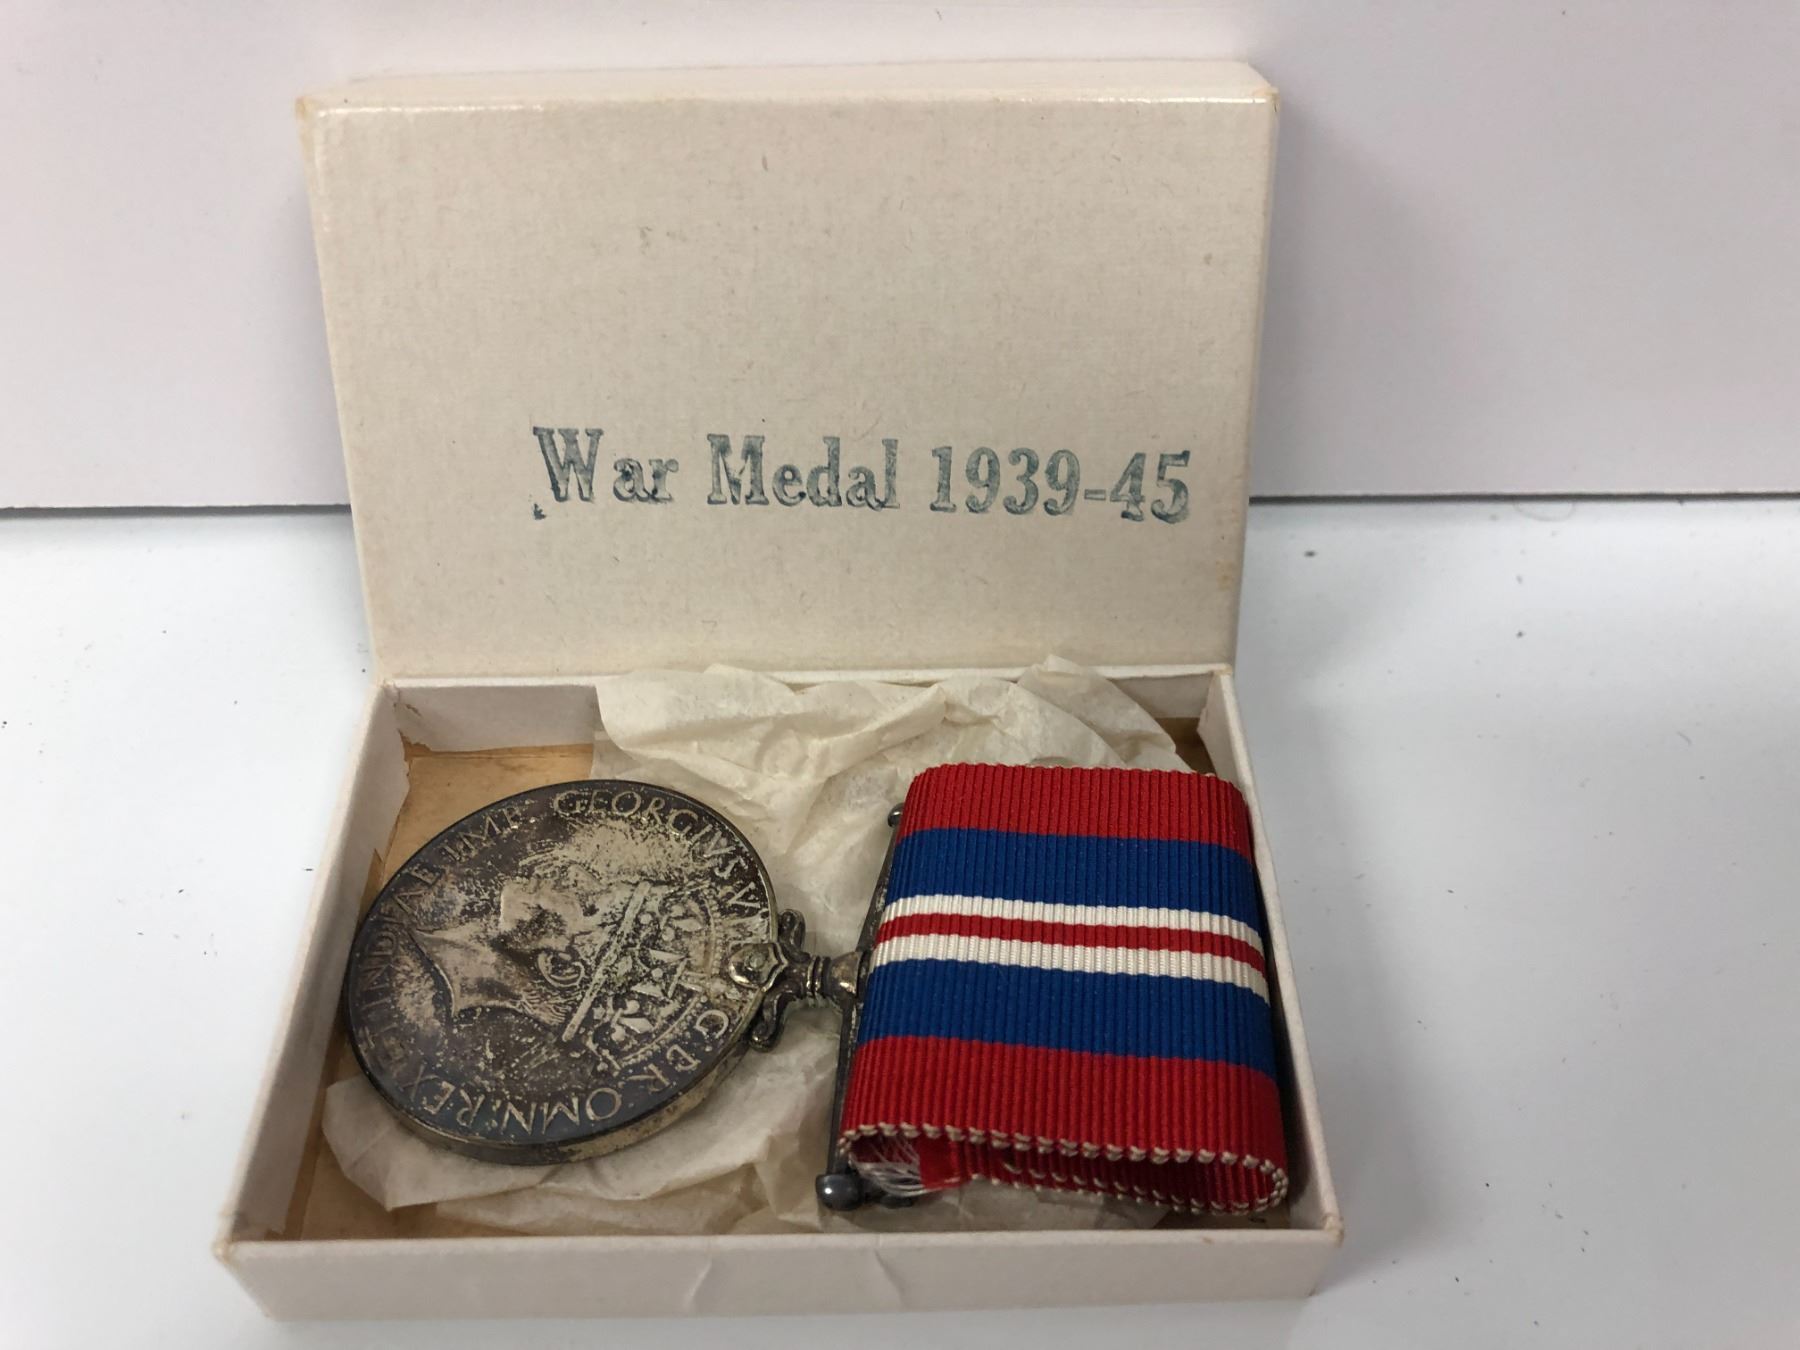 War Medal 1939-45
GEORGIVS VI D: G: BR: OMN: REX ET INDIAE IMP: